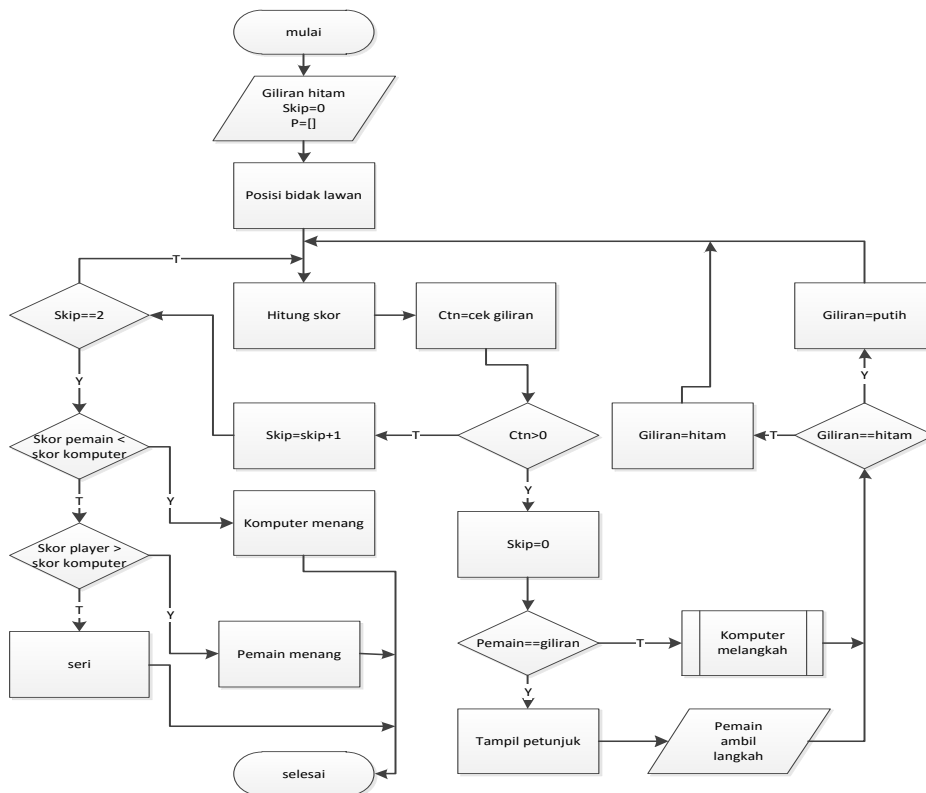 mulai
Giliran hitam
Skip=0
P=[]
Posisi bidak lawan
T
Skip==2
Hitung skor
Ctn=cek giliran
Giliran=putih
Y
Y
Skor pemain <
skor komputer
Skip=skip+1
T
Ctn>0
Giliran=hitam
T
Giliran==hitam
T
Y
Y
Komputer menang
Skip=0
Skor player >
skor komputer
T
Y
Pemain==giliran
T
Komputer
melangkah
seri
Pemain menang
Y
Tampil petunjuk
Pemain
ambil
langkah
selesai